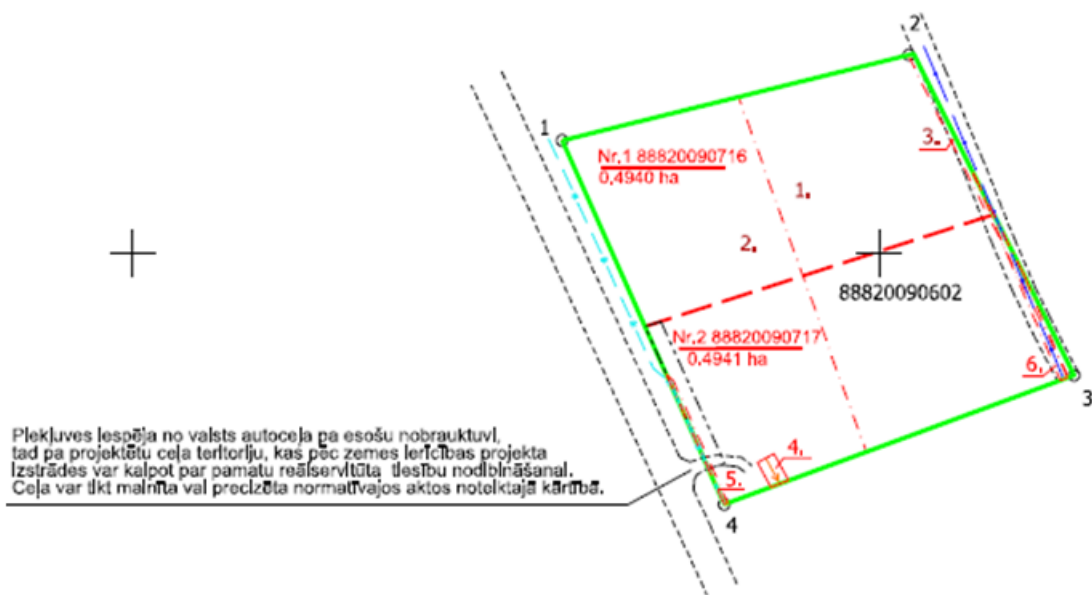 2
1
3.
Nr.1 88820090716
0.4940 ha
1.
2.
88820090602
Nr.2 88820090717
0.4941 ha
6.
3
Piekļuves iespēja no valsts autoceļa pa esošu nobrauktuvi,
tad pa projektētu ceļa teritoriju, kas pēc zemes ierīcības projekta
izstrādes var kalpot par pamatu reālservitūta tiesību nodibināšanai.
Ceļa var tikt mainīta vai precizēta normatīvajos aktos noteiktajā kārtībā.
4.
5.
4